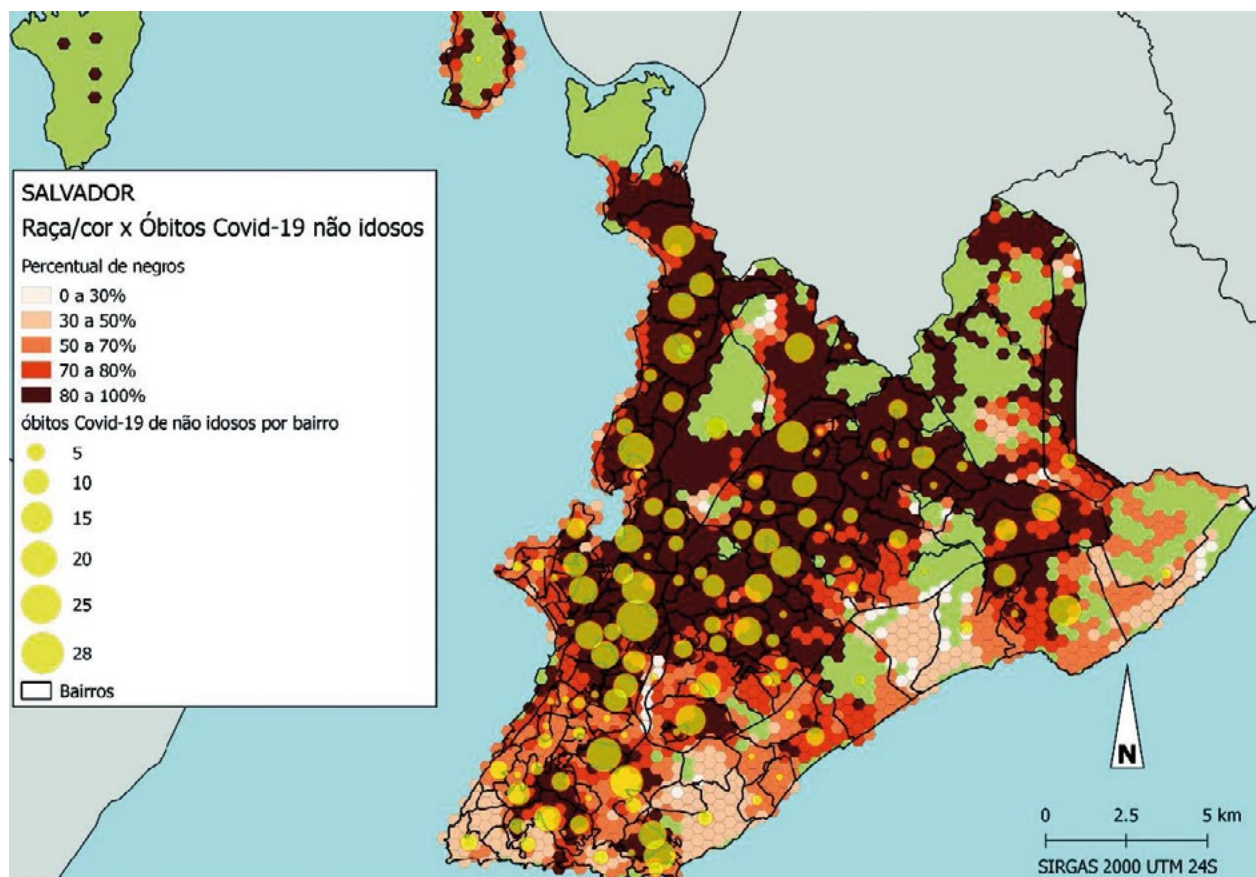 SALVADOR
Raça/cor x Óbitos Covid-19 não idosos
Percentual de negros
0 a 30%
30 a 50%
50 a 70%
70 a 80%
80 a 100%
óbitos Covid-19 de não idosos por bairro
5
10
15
20
25
28
Bairros
N
0 2.5 5 km
SIRGAS 2000 UTM 24S